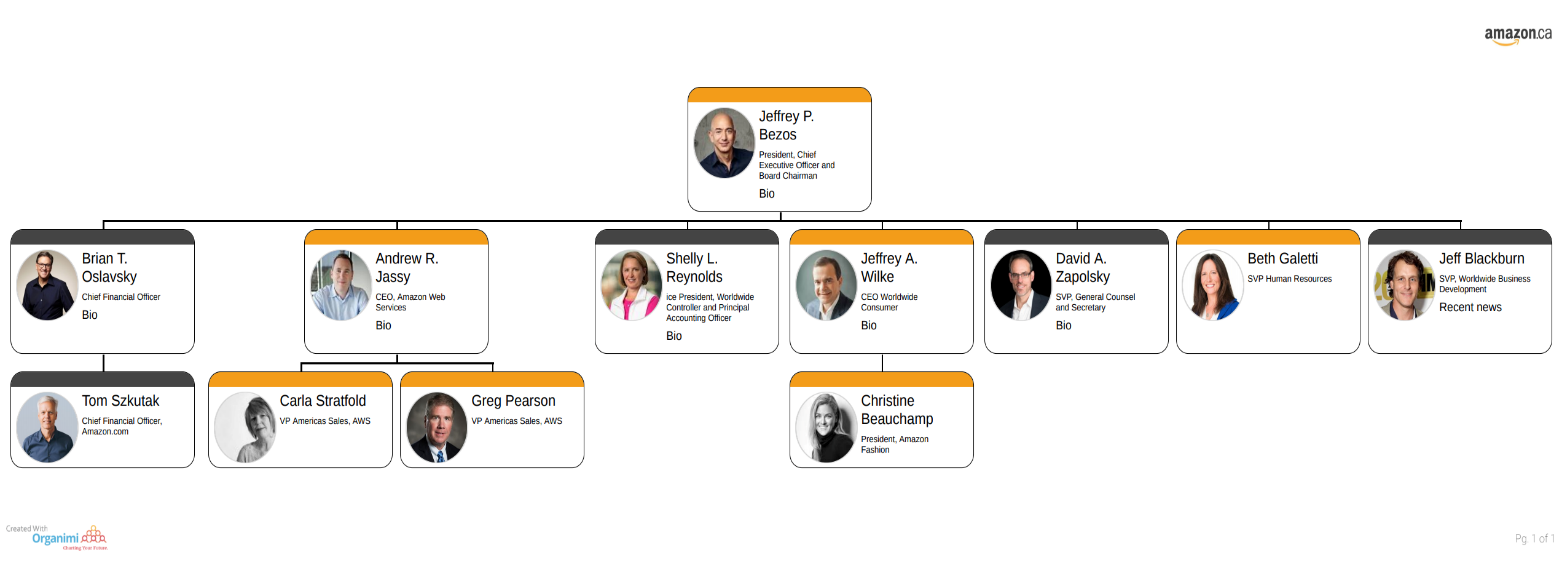 amazon.ca
Jeffrey P.
Bezos
President, Chief
Executive Officer and
Board Chairman
Bio
Brian T.
Oslavsky
Chief Financial Officer
Bio
Andrew R.
Jassy
CEO, Amazon Web
Services
Bio
Shelly L.
Reynolds
ice President, Worldwide
Controller and Principal
Accounting Officer
Bio
Jeffrey A.
Wilke
CEO Worldwide
Consumer
Bio
David A.
Zapolsky
SVP, General Counsel
and Secretary
Bio
Beth Galetti
SVP Human Resources
Jeff Blackburn
SVP, Worldwide Business
Development
Recent news
Tom Szkutak
Chief Financial Officer,
Amazon.com
Carla Stratfold
VP Americas Sales, AWS
Greg Pearson
VP Americas Sales, AWS
Christine
Beauchamp
President, Amazon
Fashion
Created With
Organimi
Charting Your Future
Pg. 1 of 1